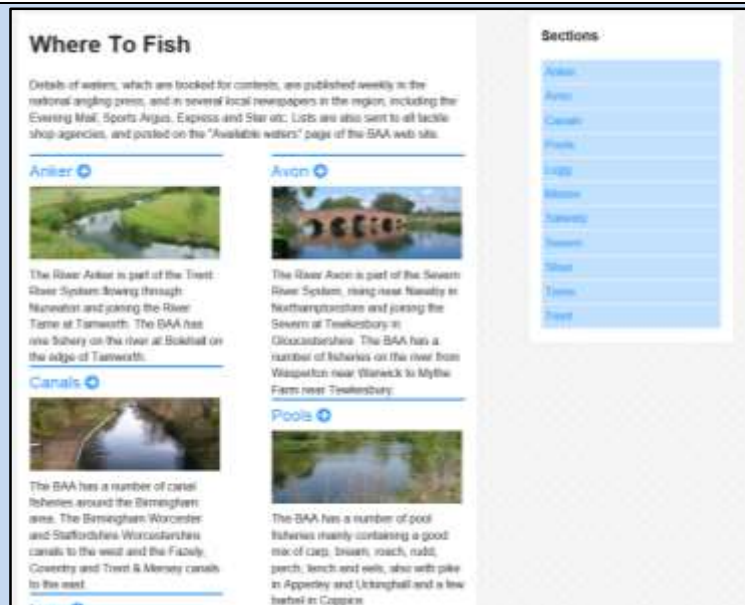 Where To Fish
Details of waters, which are booked for contests, are published weekly in the
national angling press, and in several local newspapers in the region, including the
Evening Mail, Sports Argus, Express and Star etc. Lists are also sent to all tackle
shop agencies, and posted on the "Available waters" page of the BAA web site.
Anker
The River Anker is part of the Trent
River System flowing through
Nuneaton and joining the River
Tame at Tamworth. The BAA has
one fishery on the river at Bolehall on
the edge of Tamworth.
Avon
The River Avon is part of the Severn
River System, rising near Naseby in
Northamptonshire and joining the
Severn at Tewkesbury in
Gloucestershire. The BAA has a
number of fisheries on the river from
Wasperton near Warwick to Mythe
Farm near Tewkesbury.
Canals
The BAA has a number of canal
fisheries around the Birmingham
area. The Birmingham Worcester
and Staffordshire Worcestershire
canals to the west and the Fazely,
Coventry and Trent & Mersey canals
to the east.
Pools
The BAA has a number of pool
fisheries mainly containing a good
mix of carp, bream, roach, rudd,
perch, tench and eels, also with pike
in Apperley and Uckinghall and a few
barbel in Coppice.
Sections
Anker
Avon
Canals
Pools
Lugg
Severn
Teme
Trent